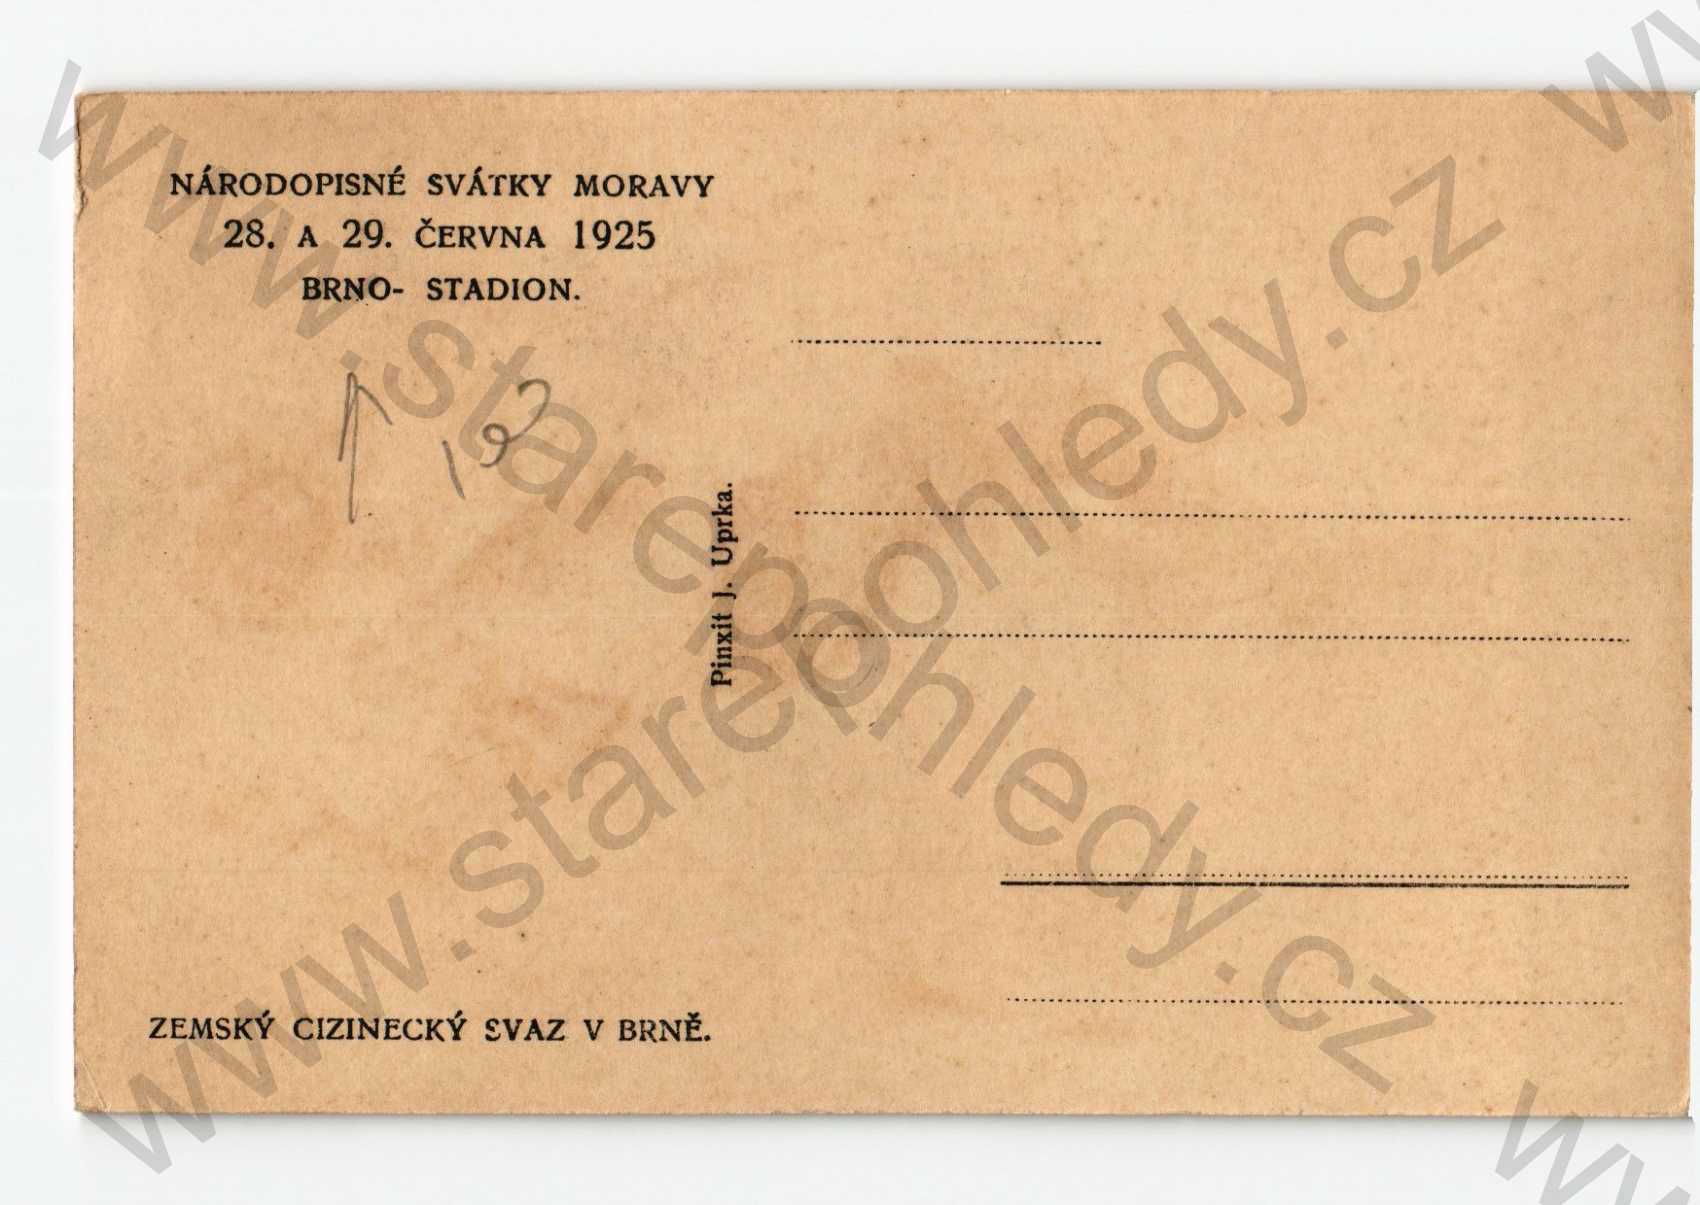 NÁRODOPISNÉ SVÁTKY MORAVY
28. A 29. ČERVNA 1925
BRNO- STADION.
Pinxit J. Uprka.
ZEMSKÝ CIZINECKÝ SVAZ V BRNĚ.
www.starepohledy.cz
www.starepohledy.cz